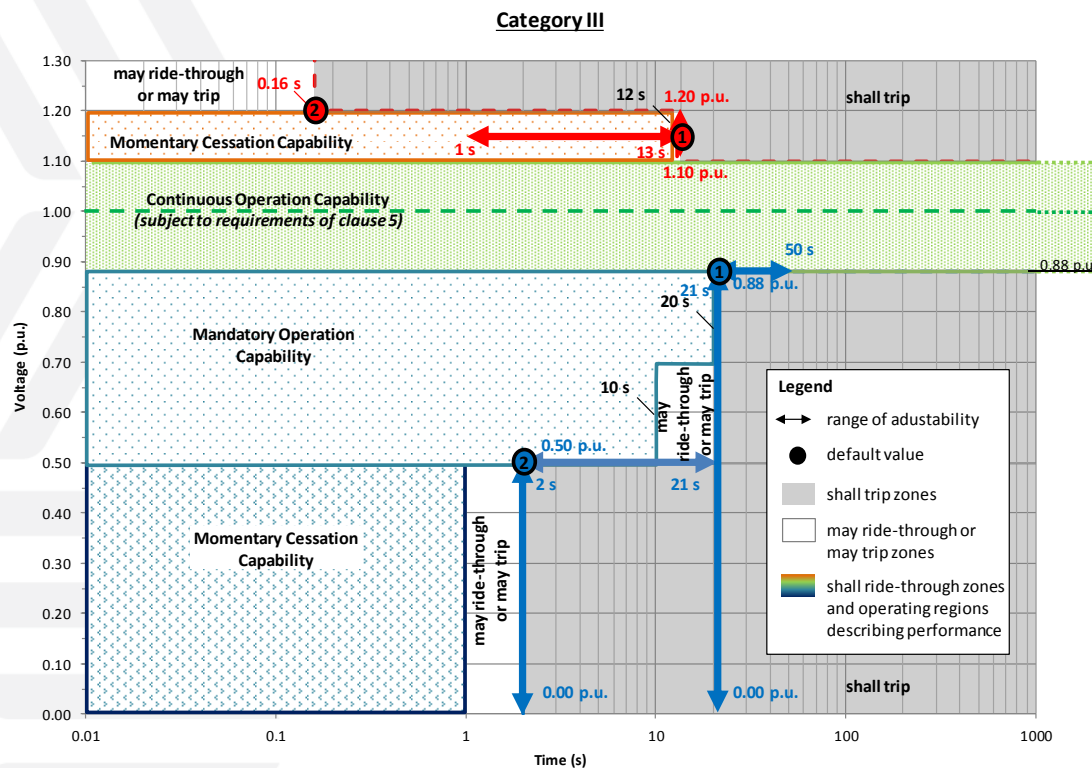 Category III
1.30
may ride-through
or may trip
0.16 s
2
12 s
1.20 p.u.
shall trip
1.20
Momentary Cessation Capability
1 s
13 s
1
1.10 p.u.
1.10
Continuous Operation Capability
(subject to requirements of clause 5)
1.00
50 s
0.90
1
0.88 p.u.
21 s
0.88 p.u
20 s
0.80
Mandatory Operation
Capability
0.70
10 s
may
ride-through
or may trip
0.60
0.50 p.u.
0.50
2
2 s
21 s
0.40
Momentary Cessation
Capability
may ride-through
or may trip
0.30
0.20
0.10
0.00 p.u.
0.00 p.u.
shall trip
0.00
Voltage (p.u.)
Legend
range of adustability
default value
shall trip zones
may ride-through or
may trip zones
shall ride-through zones
and operating regions
describing performance
0.01
0.1
1
10
100
1000
Time (s)